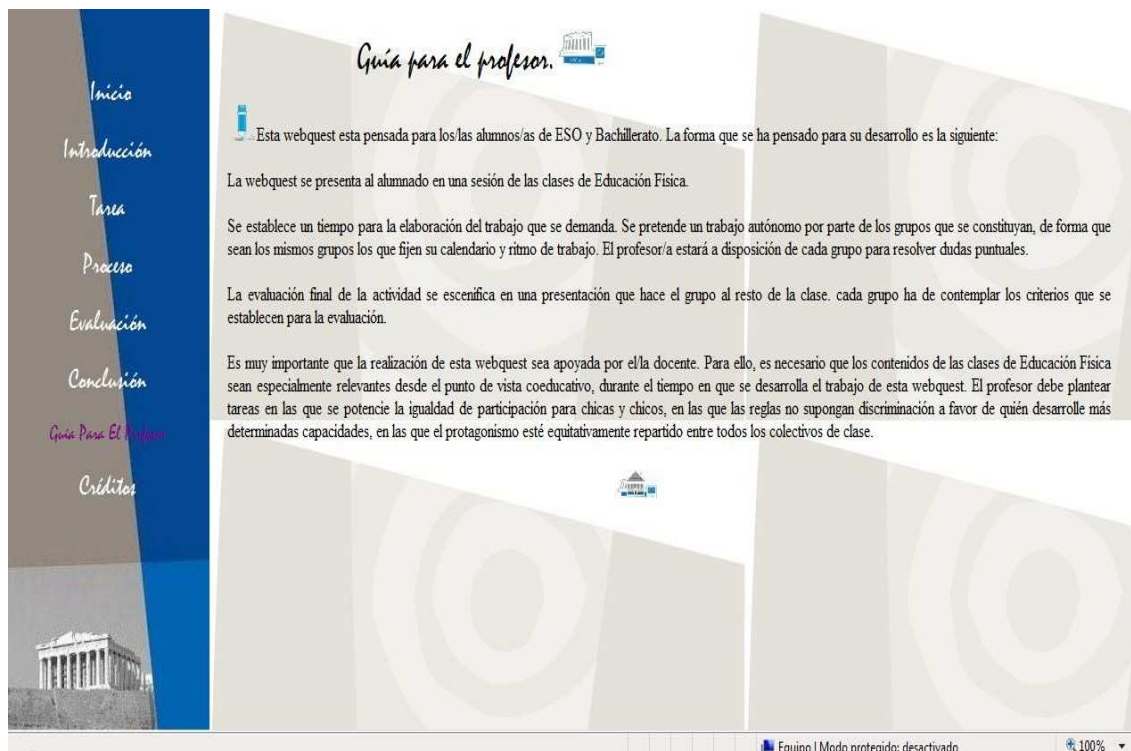 Guía para el profesor.
Inicio
Introducción
Tarea
Proceso
Evaluación
Conclusión
Guía Para El Profesor
Créditos
Esta webquest esta pensada para los/las alumnos/as de ESO y Bachillerato. La forma que se ha pensado para su desarrollo es la siguiente:
La webquest se presenta al alumnado en una sesión de las clases de Educación Física.
Se establece un tiempo para la elaboración del trabajo que se demanda. Se pretende un trabajo autónomo por parte de los grupos que se constituyan, de forma que
sean los mismos grupos los que fijen su calendario y ritmo de trabajo. El profesor/a estará a disposición de cada grupo para resolver dudas puntuales.
La evaluación final de la actividad se escenifica en una presentación que hace el grupo al resto de la clase. cada grupo ha de contemplar los criterios que se
establecen para la evaluación.
Es muy importante que la realización de esta webquest sea apoyada por el/la docente. Para ello, es necesario que los contenidos de las clases de Educación Física
sean especialmente relevantes desde el punto de vista coeducativo, durante el tiempo en que se desarrolla el trabajo de esta webquest. El profesor debe plantear
tareas en las que se potencie la igualdad de participación para chicas y chicos, en las que las reglas no supongan discriminación a favor de quién desarrolle más
determinadas capacidades, en las que el protagonismo esté equitativamente repartido entre todos los colectivos de clase.
Equipo | Modo protegido: desactivado
100%